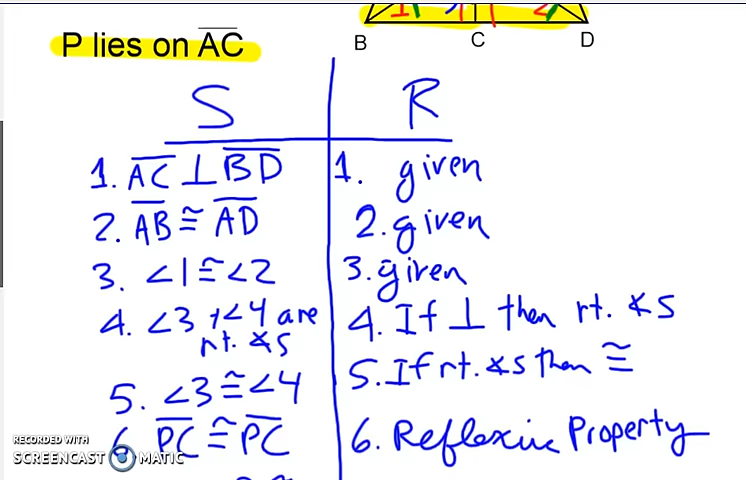 P lies on AC
B C D
S R
1. AC ⊥ BD 1. given
2. AB ≅ AD 2. given
3. ∠1 ≅ ∠2 3. given
4. ∠3 + ∠4 are 4. If ⊥ then rt. ∡s
rt. ∡s
5. ∠3 ≅ ∠4 5. If rt. ∡s then ≅
6. PC ≅ PC 6. Reflexive Property
RECORDED WITH
SCREENCAST MATIC